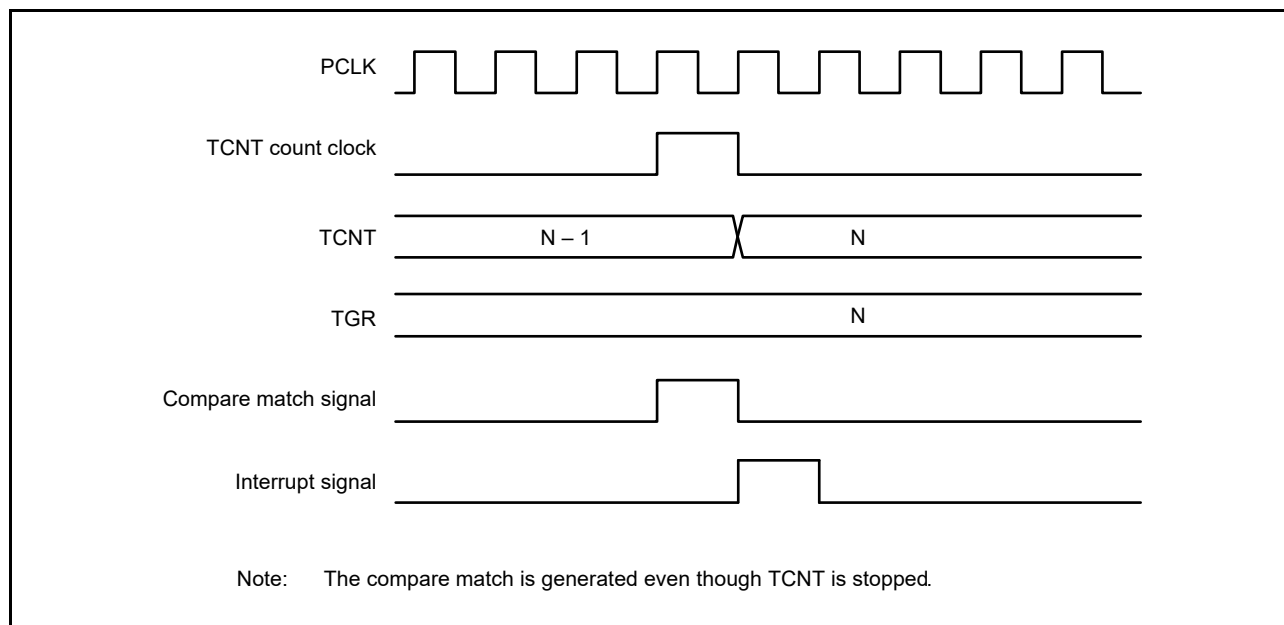 PCLK
TCNT count clock
TCNT
N – 1
N
TGR
N
Compare match signal
Interrupt signal
Note: The compare match is generated even though TCNT is stopped.